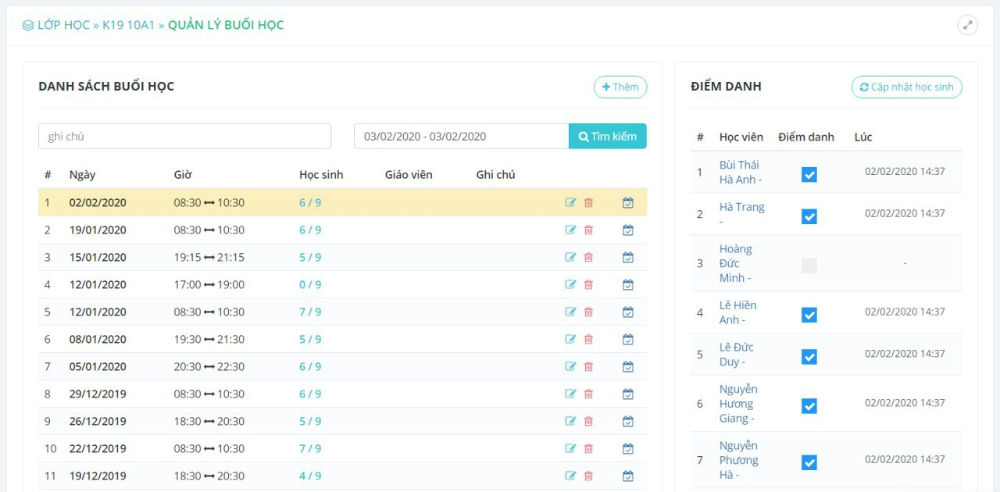 LỚP HỌC » K19 10A1 » QUẢN LÝ BUỔI HỌC
DANH SÁCH BUỔI HỌC
Thêm
ghi chú
03/02/2020 - 03/02/2020
Tìm kiếm
# Ngày Giờ Học sinh Giáo viên Ghi chú
1 02/02/2020 08:30 ↔ 10:30 6 / 9
2 19/01/2020 08:30 ↔ 10:30 6 / 9
3 15/01/2020 19:15 ↔ 21:15 5 / 9
4 12/01/2020 17:00 ↔ 19:00 0 / 9
5 12/01/2020 08:30 ↔ 10:30 7 / 9
6 08/01/2020 19:30 ↔ 21:30 5 / 9
7 05/01/2020 20:30 ↔ 22:30 6 / 9
8 29/12/2019 08:30 ↔ 10:30 6 / 9
9 26/12/2019 18:30 ↔ 20:30 5 / 9
10 22/12/2019 08:30 ↔ 10:30 7 / 9
11 19/12/2019 18:30 ↔ 20:30 4 / 9
ĐIỂM DANH
Cập nhật học sinh
# Học viên Điểm danh Lúc
1 Bùi Thái
Hà Anh -
02/02/2020 14:37
2 Hà Trang
-
02/02/2020 14:37
3 Hoàng
Đức
Minh -
-
4 Lê Hiền
Anh -
02/02/2020 14:37
5 Lê Đức
Duy -
02/02/2020 14:37
6 Nguyễn
Hương
Giang -
02/02/2020 14:37
7 Nguyễn
Phương
Hà -
02/02/2020 14:37